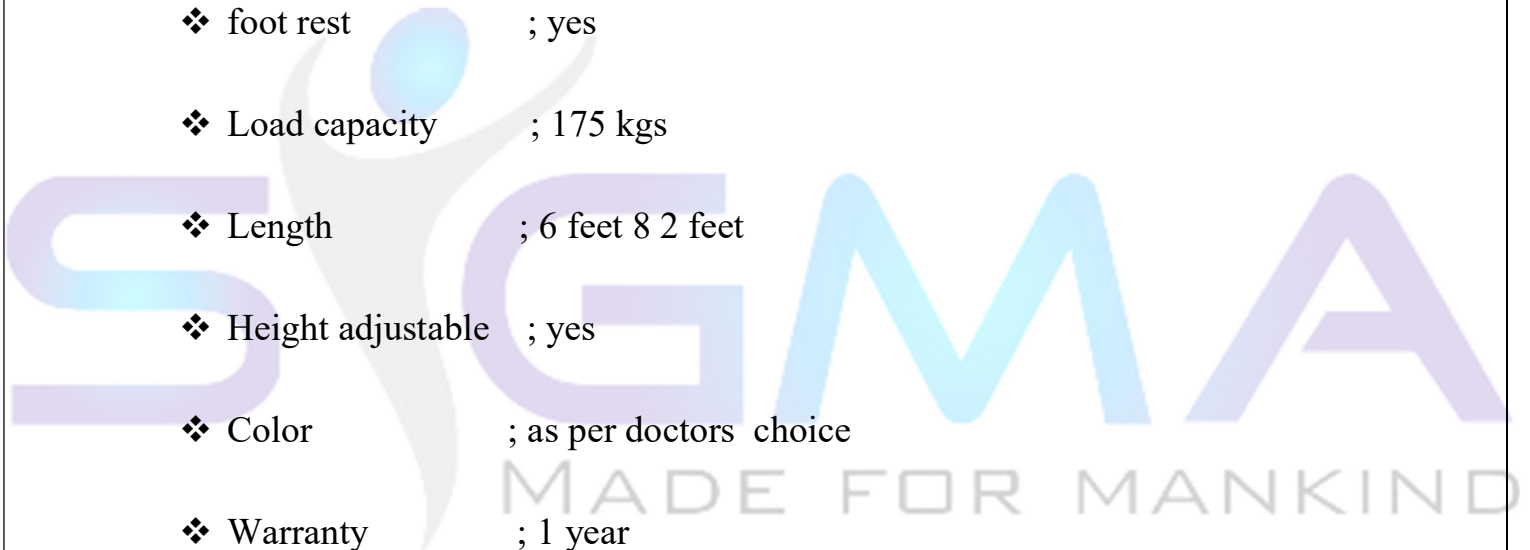 ❖ foot rest ; yes
❖ Load capacity ; 175 kgs
❖ Length ; 6 feet 8 2 feet
❖ Height adjustable ; yes
❖ Color ; as per doctors choice
❖ Warranty ; 1 year
SIGMA
MADE FOR MANKIND